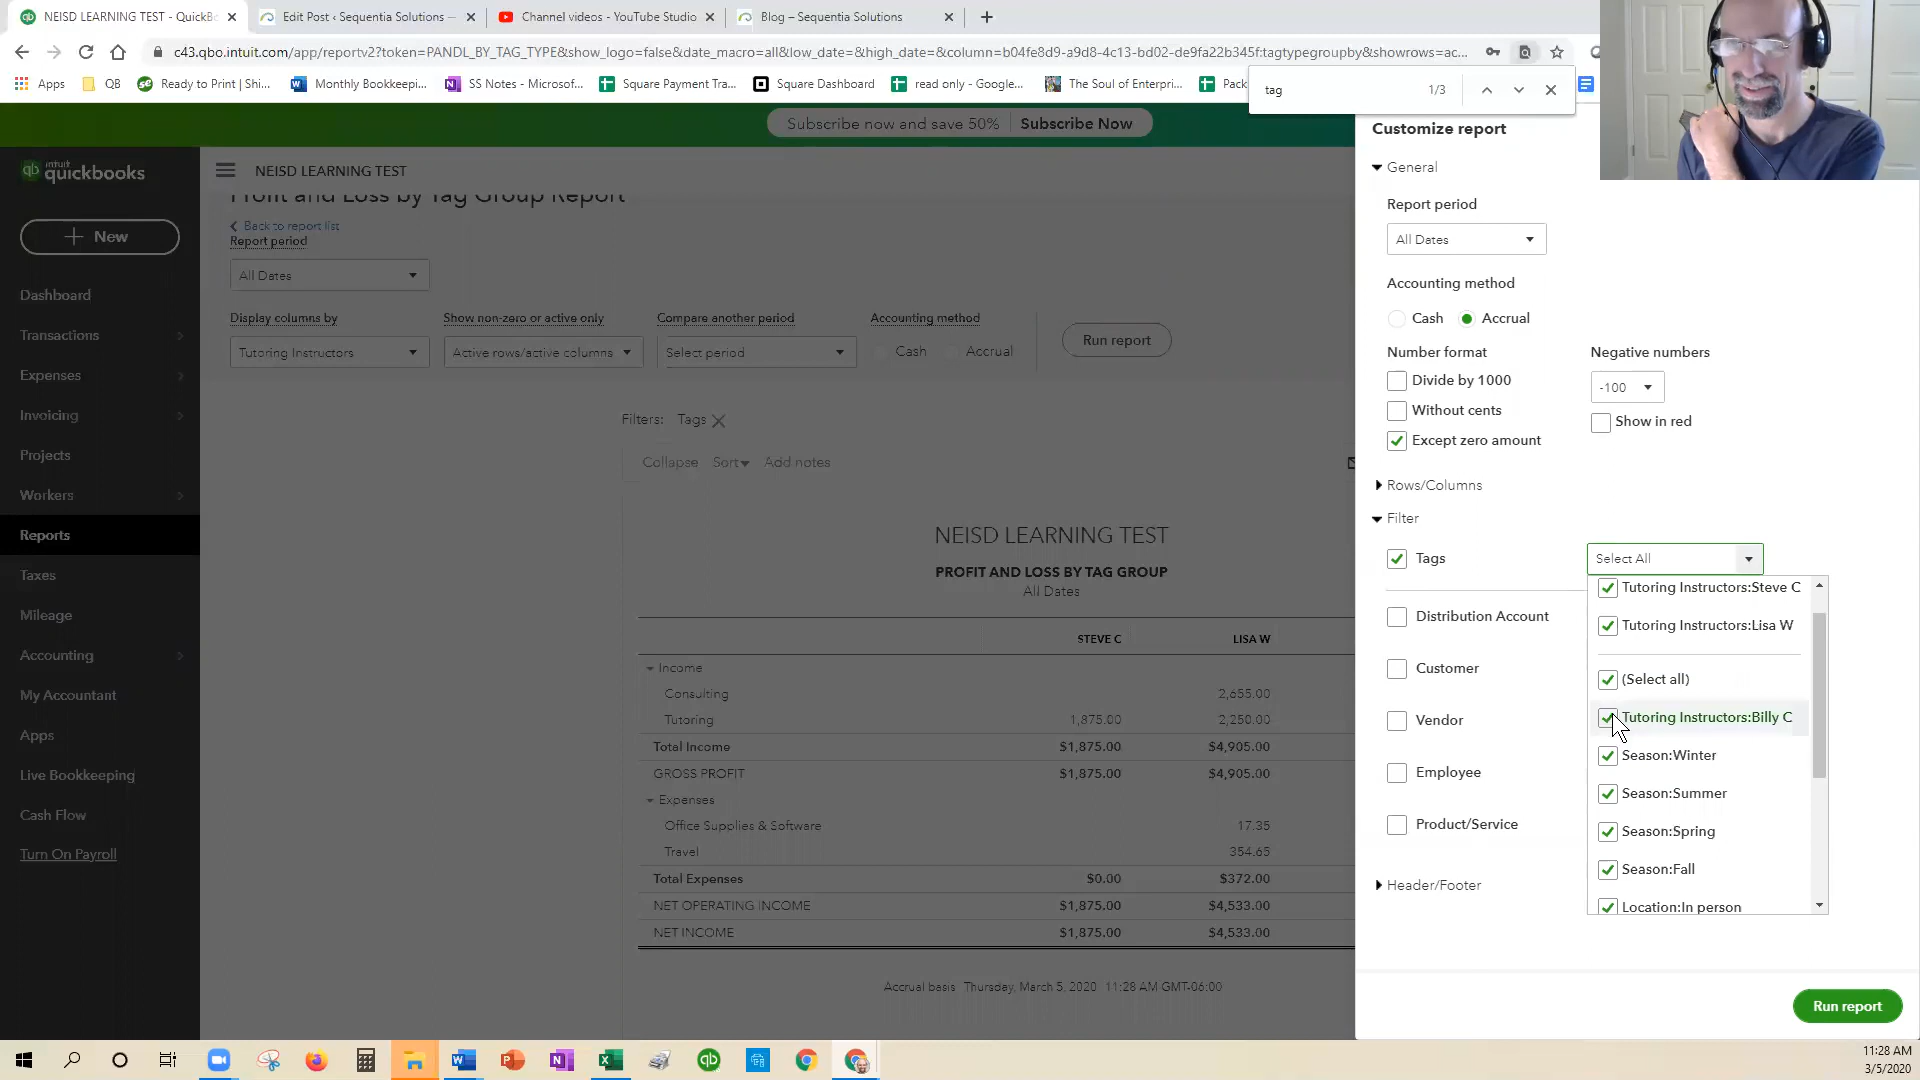 NEISD LEARNING TEST - QuickBo
Edit Post ‹ Sequentia Solutions —
Channel videos - YouTube Studio
Blog – Sequentia Solutions
c43.qbo.intuit.com/app/reportv2?token=PANDL_BY_TAG_TYPE&show_logo=false&date_macro=all&low_date=&high_date=&column=b04fe8d9-a9d8-4c13-bd02-de9fa22b345f:tagtypegroupby&showrows=ac...
Apps
QB
Ready to Print | Shi...
Monthly Bookkeepi...
SS Notes - Microsof...
Square Payment Tra...
Square Dashboard
read only - Google...
The Soul of Enterpri...
Pack
tag
1/3
Subscribe now and save 50%
Subscribe Now
intuit
quickbooks
New
Dashboard
Transactions
Expenses
Invoicing
Projects
Workers
Reports
Taxes
Mileage
Accounting
My Accountant
Apps
Live Bookkeeping
Cash Flow
Turn On Payroll
NEISD LEARNING TEST
Profit and Loss by Tag Group Report
Back to report list
Report period
All Dates
Display columns by
Show non-zero or active only
Compare another period
Accounting method
Tutoring Instructors
Active rows/active columns
Select period
Cash
Accrual
Run report
Filters: Tags
Collapse
Sort
Add notes
NEISD LEARNING TEST
PROFIT AND LOSS BY TAG GROUP
All Dates
STEVE C LISA W
Income
Consulting 2,655.00
Tutoring 1,875.00 2,250.00
Total Income $1,875.00 $4,905.00
GROSS PROFIT $1,875.00 $4,905.00
Expenses
Office Supplies & Software 17.35
Travel 354.65
Total Expenses $0.00 $372.00
NET OPERATING INCOME $1,875.00 $4,533.00
NET INCOME $1,875.00 $4,533.00
Accrual basis Thursday, March 5, 2020 11:28 AM GMT-06:00
Customize report
General
Report period
All Dates
Accounting method
Cash
Accrual
Number format
Negative numbers
Divide by 1000
-100
Without cents
Show in red
Except zero amount
Rows/Columns
Filter
Tags
Select All
Tutoring Instructors:Steve C
Tutoring Instructors:Lisa W
(Select all)
Tutoring Instructors:Billy C
Season:Winter
Season:Summer
Season:Spring
Season:Fall
Location:In person
Distribution Account
Customer
Vendor
Employee
Product/Service
Header/Footer
Run report
11:28 AM
3/5/2020